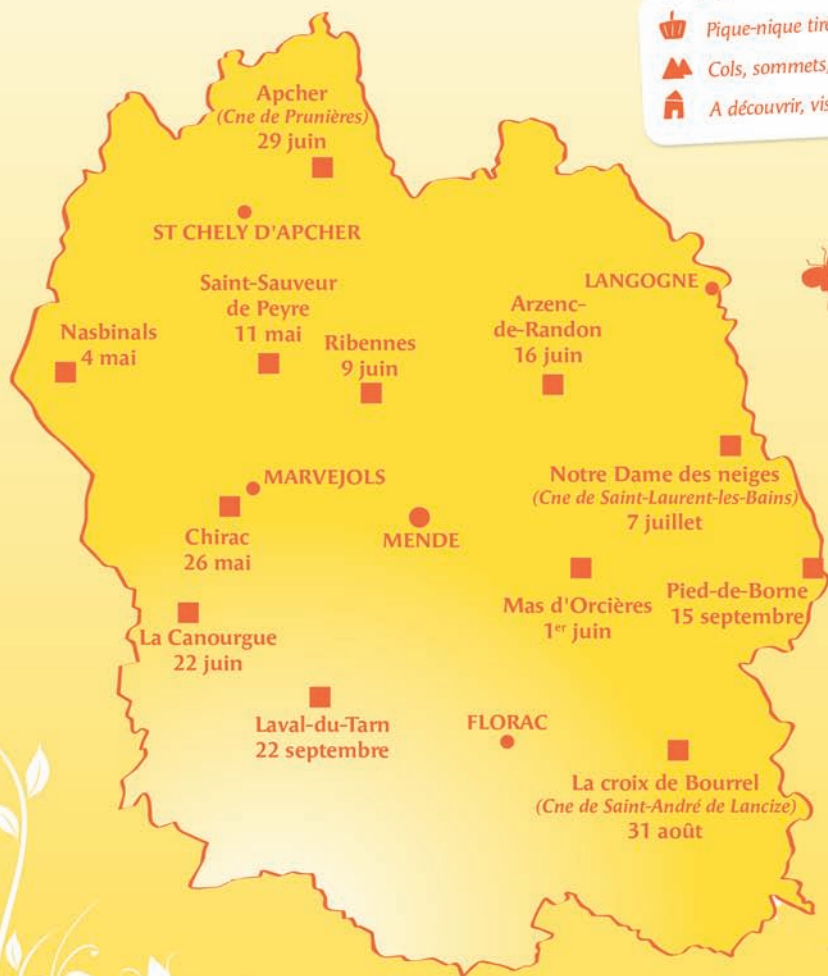 Pique-nique tiré
Cols, sommets,
A découvrir, vis
Apcher
(Cne de Prunières)
29 juin
ST CHELY D'APCHER
Saint-Sauveur
de Peyre
11 mai
LANGOGNE
Arzenc-
de-Randon
16 juin
Nasbinals
4 mai
Ribennes
9 juin
MARVEJOLS
Notre Dame des neiges
(Cne de Saint-Laurent-les-Bains)
7 juillet
Chirac
26 mai
MENDE
Mas d'Orcières
1er juin
Pied-de-Borne
15 septembre
La Canourgue
22 juin
Laval-du-Tarn
22 septembre
FLORAC
La croix de Bourrel
(Cne de Saint-André de Lancize)
31 août